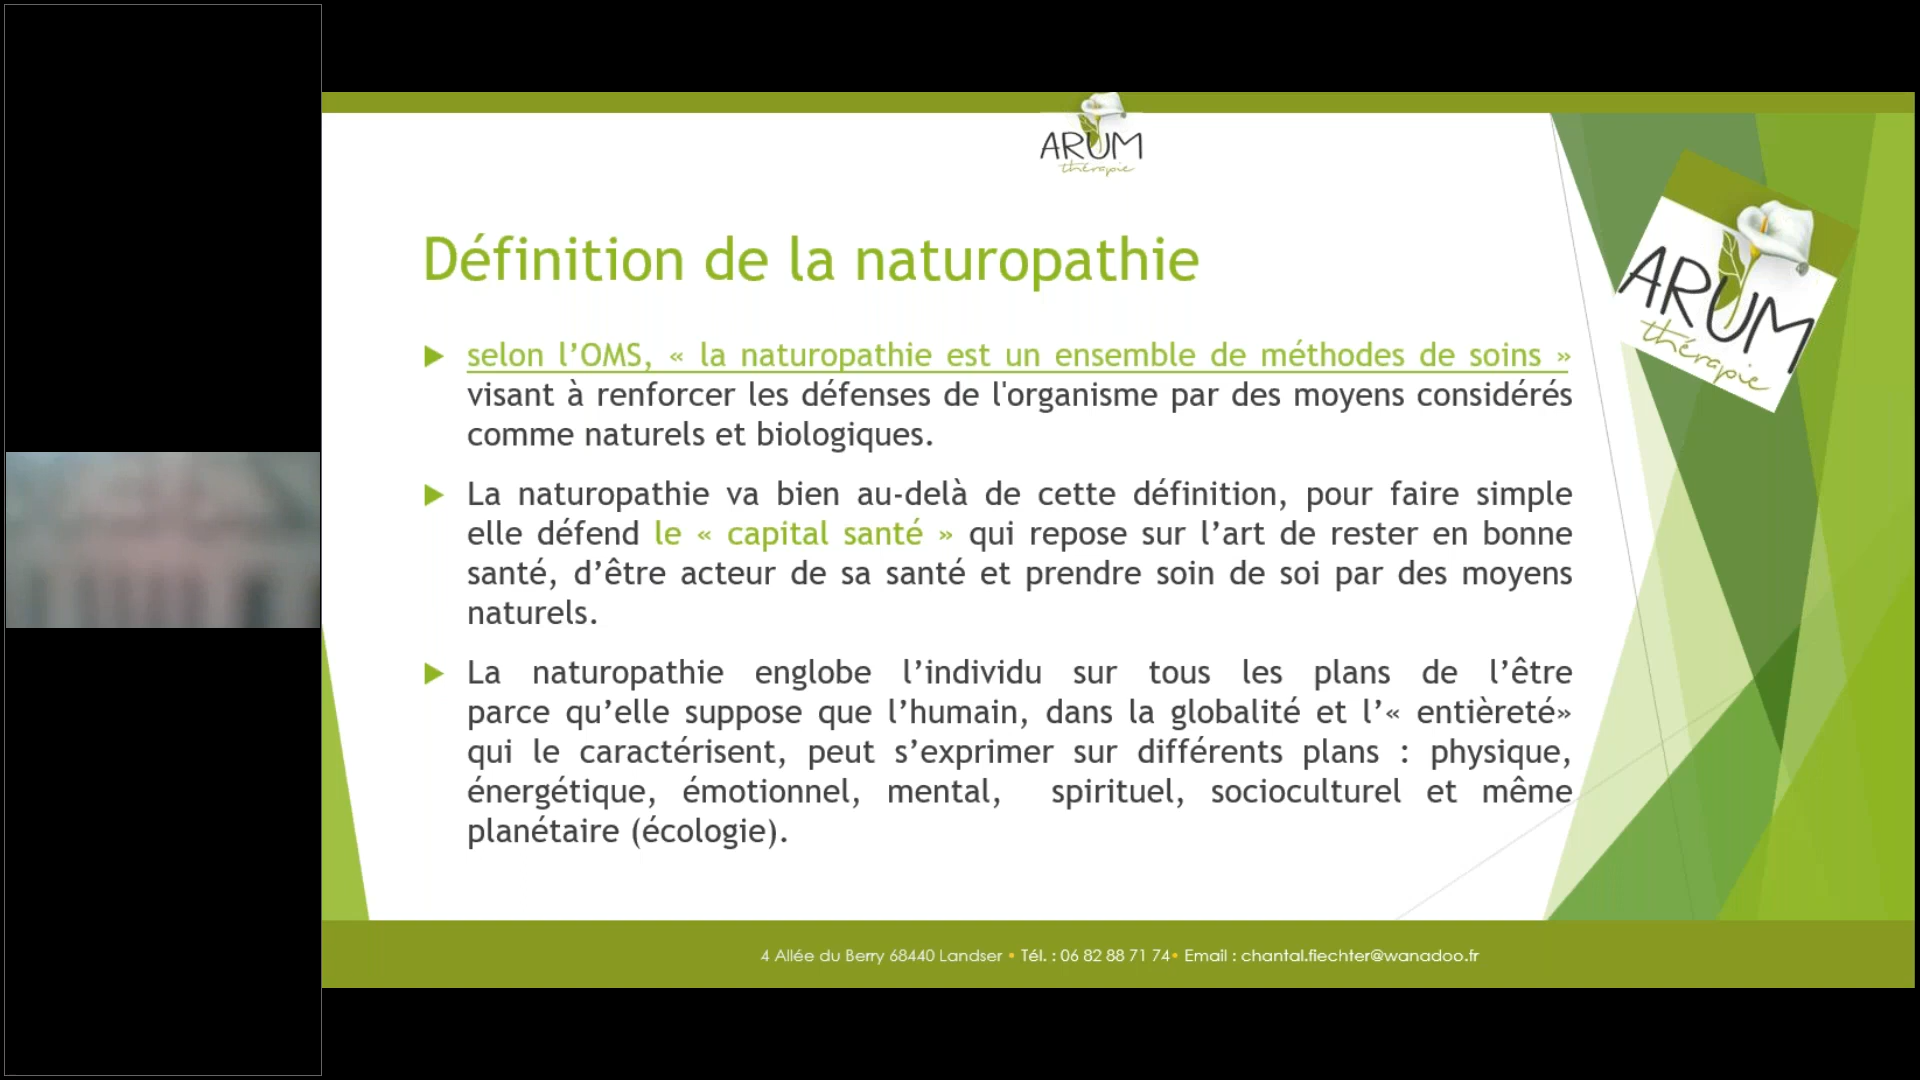 ARUM
thérapie
ARUM
thérapie
Définition de la naturopathie
selon l’OMS, « la naturopathie est un ensemble de méthodes de soins »
visant à renforcer les défenses de l'organisme par des moyens considérés
comme naturels et biologiques.
La naturopathie va bien au-delà de cette définition, pour faire simple
elle défend le « capital santé » qui repose sur l’art de rester en bonne
santé, d’être acteur de sa santé et prendre soin de soi par des moyens
naturels.
La naturopathie englobe l’individu sur tous les plans de l’être
parce qu’elle suppose que l’humain, dans la globalité et l’« entièreté»
qui le caractérisent, peut s’exprimer sur différents plans : physique,
énergétique, émotionnel, mental, spirituel, socioculturel et même
planétaire (écologie).
4 Allée du Berry 68440 Landser • Tél. : 06 82 88 71 74• Email : chantal.fiechter@wanadoo.fr